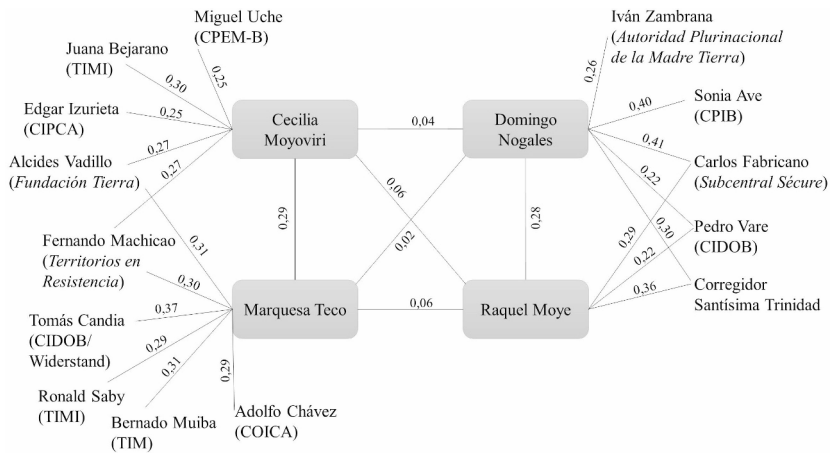 Miguel Uche
(CPEM-B)
Juana Bejarano
(TIMI)
Edgar Izurieta
(CIPCA)
Alcides Vadillo
(Fundación Tierra)
Fernando Machicao
(Territorios en
Resistencia)
Tomás Candia
(CIDOB/
Widerstand)
Ronald Saby
(TIMI)
Bernado Muiba
(TIM)
Adolfo Chávez
(COICA)
0,25
0,30
0,25
0,27
0,27
0,31
0,30
0,37
0,29
0,31
0,29
Cecilia
Moyoviri
0,04
Domingo
Nogales
0,29
0,06
0,02
0,28
Marquesa Teco
0,06
Raquel Moye
0,26
0,40
0,41
0,22
0,30
0,29
0,22
0,36
Iván Zambrana
(Autoridad Plurinacional
de la Madre Tierra)
Sonia Ave
(CPIB)
Carlos Fabricano
(Subcentral Sécure)
Pedro Vare
(CIDOB)
Corregidor
Santísima Trinidad